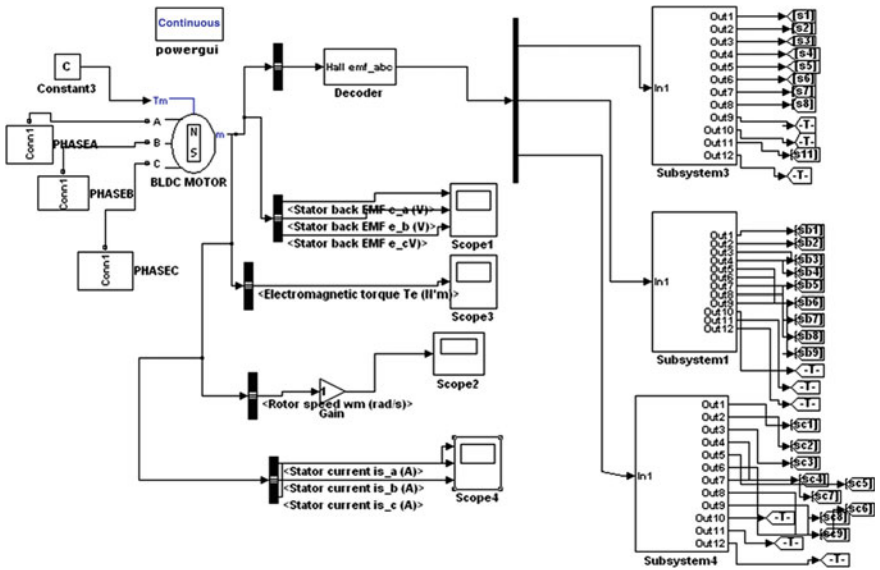 Continuous
powergui
C
Constant3
Tm
A
B
C
m
N
S
BLDC MOTOR
Conn1
PHASEA
Conn1
PHASEB
Conn1
PHASEC
Hall emf_abc
Decoder
<Stator back EMF e_a (V)>
<Stator back EMF e_b (V)>
<Stator back EMF e_cV)>
Scope1
<Electromagnetic torque Te (N*m)>
Scope3
<Rotor speed wm (rad/s)>
Gain
Scope2
<Stator current is_a (A)>
<Stator current is_b (A)>
<Stator current is_c (A)>
Scope4
In1
Out1
Out2
Out3
Out4
Out5
Out6
Out7
Out8
Out9
Out10
Out11
Out12
Subsystem3
[s1]
[s2]
[s3]
[s4]
[s5]
[s6]
[s7]
[s8]
-T-
-T-
[s11]
-T-
In1
Out1
Out2
Out3
Out4
Out5
Out6
Out7
Out8
Out9
Out10
Out11
Out12
Subsystem1
[sb1]
[sb2]
[sb3]
[sb4]
[sb5]
[sb6]
[sb7]
[sb8]
[sb9]
-T-
-T-
-T-
In1
Out1
Out2
Out3
Out4
Out5
Out6
Out7
Out8
Out9
Out10
Out11
Out12
Subsystem4
[sc1]
[sc2]
[sc3]
[sc4]
[sc5]
[sc7]
[sc6]
[sc8]
-T-
[sc9]
-T-
-T-